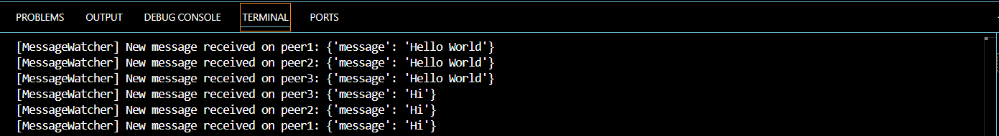 PROBLEMS OUTPUT DEBUG CONSOLE TERMINAL PORTS
[MessageWatcher] New message received on peer1: {'message': 'Hello World'}
[MessageWatcher] New message received on peer2: {'message': 'Hello World'}
[MessageWatcher] New message received on peer3: {'message': 'Hello World'}
[MessageWatcher] New message received on peer3: {'message': 'Hi'}
[MessageWatcher] New message received on peer2: {'message': 'Hi'}
[MessageWatcher] New message received on peer1: {'message': 'Hi'}